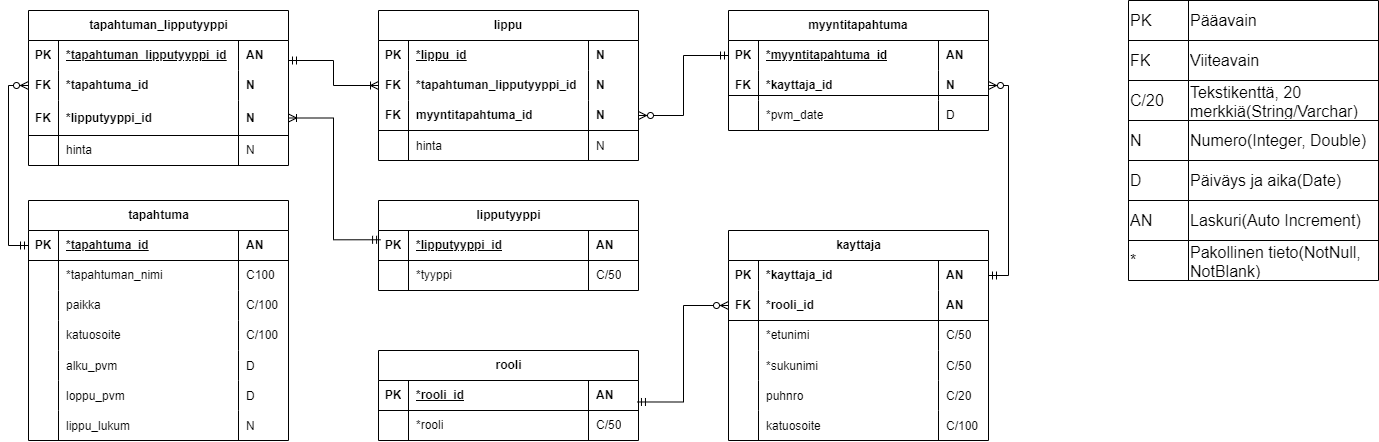 tapahtuman_lipputyyppi
PK *tapahtuman_lipputyyppi_id AN
FK *tapahtuma_id N
FK *lipputyyppi_id N
hinta N
lippu
PK *lippu_id N
FK *tapahtuman_lipputyyppi_id N
FK myyntitapahtuma_id N
hinta N
myyntitapahtuma
PK *myyntitapahtuma_id AN
FK *kayttaja_id N
*pvm_date D
tapahtuma
PK *tapahtuma_id AN
*tapahtuman_nimi C100
paikka C/100
katuosoite C/100
alku_pvm D
loppu_pvm D
lippu_lukum N
lipputyyppi
PK *lipputyyppi_id AN
*tyyppi C/50
rooli
PK *rooli_id AN
*rooli C/50
kayttaja
PK *kayttaja_id AN
FK *rooli_id AN
*etunimi C/50
*sukunimi C/50
puhnro C/20
katuosoite C/100
PK Pääavain
FK Viiteavain
C/20 Tekstikenttä, 20
merkkiä(String/Varchar)
N Numero(Integer, Double)
D Päiväys ja aika(Date)
AN Laskuri(Auto Increment)
* Pakollinen tieto(NotNull,
NotBlank)